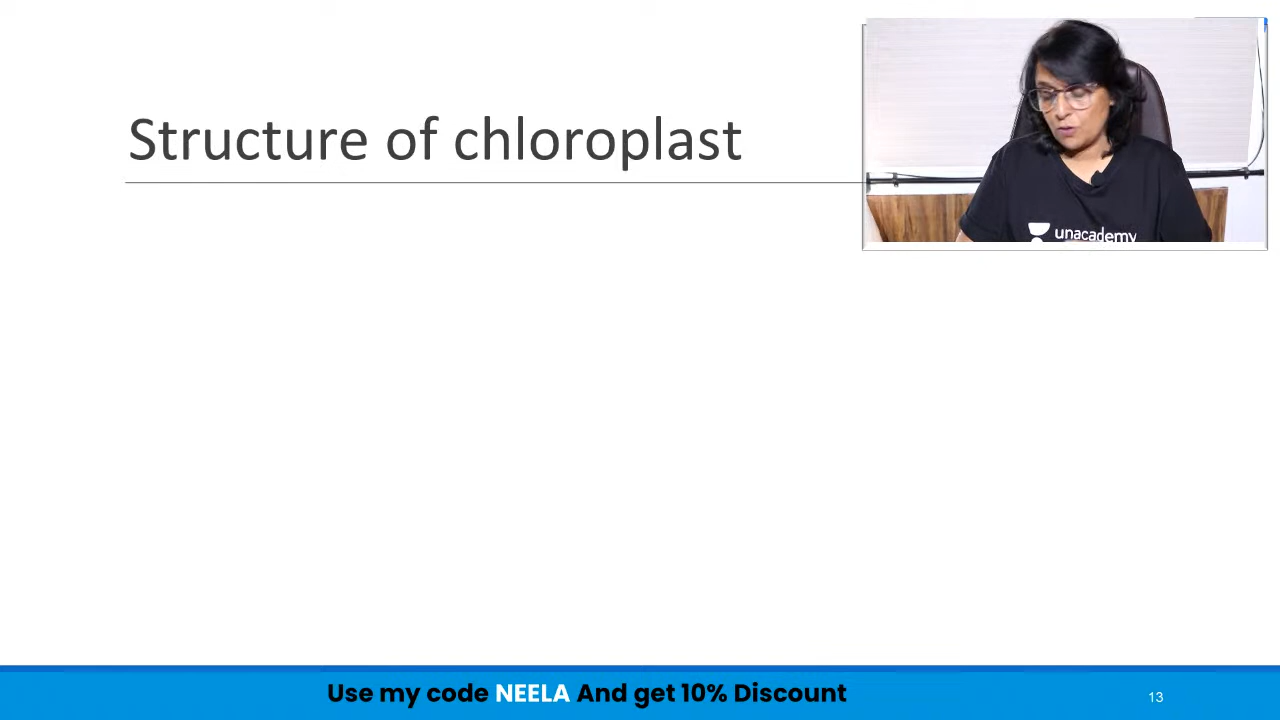 Structure of chloroplast
unacademy
Use my code NEELA And get 10% Discount
13